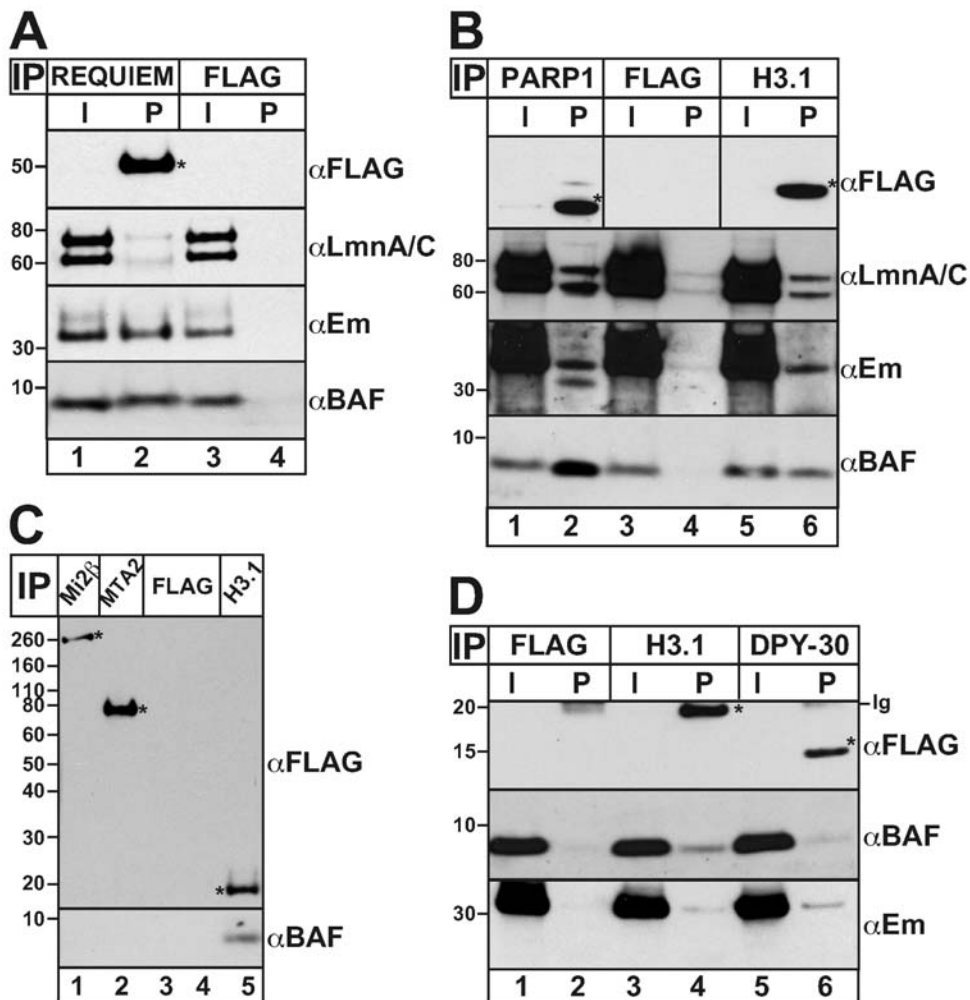 A
IP REQUIEM FLAG
I P I P
50 * αFLAG
80
60 αLmnA/C
30 αEm
10 αBAF
1 2 3 4
B
IP PARP1 FLAG H3.1
I P I P I P
* * αFLAG
80
60 αLmnA/C
30 αEm
10 αBAF
1 2 3 4 5 6
C
IP Mi2β MTA2 FLAG H3.1
260 *
160
110
80 *
60
50 αFLAG
40
30
20 *
10 αBAF
1 2 3 4 5
D
IP FLAG H3.1 DPY-30
I P I P I P
20 * Ig
15 * αFLAG
10 αBAF
30 αEm
1 2 3 4 5 6